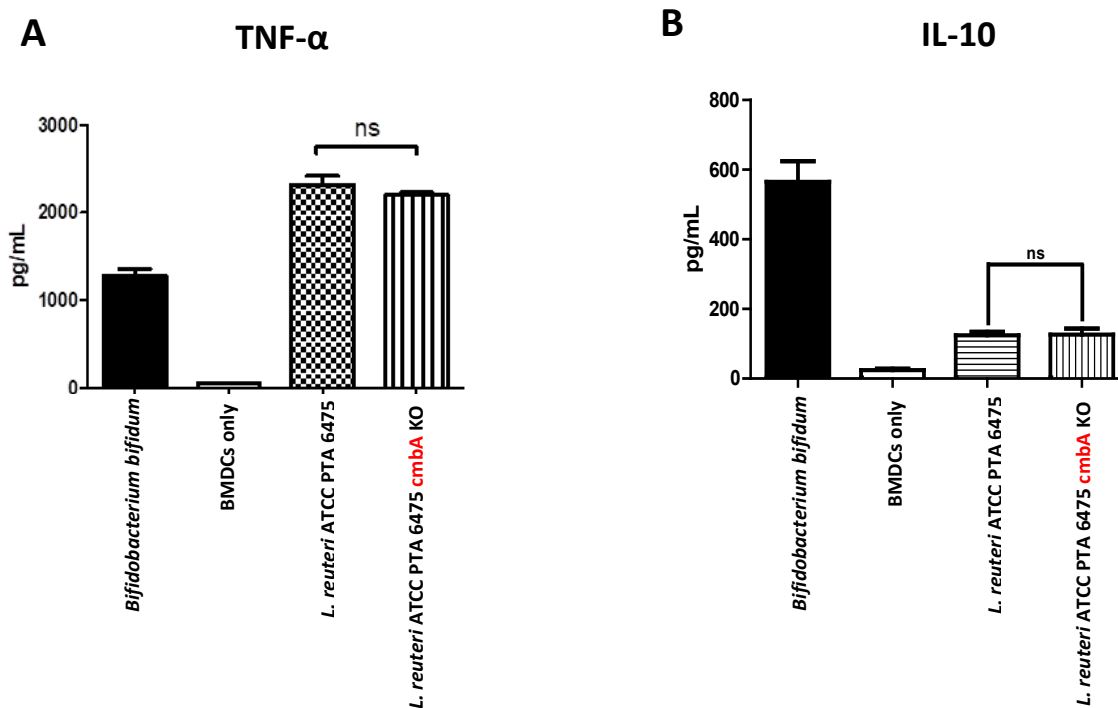 A
TNF-α
3000
2000
1000
0
pg/mL
ns
Bifidobacterium bifidum
BMDCs only
L. reuteri ATCC PTA 6475
L. reuteri ATCC PTA 6475 cmbA KO
B
IL-10
800
600
400
200
0
pg/mL
ns
Bifidobacterium bifidum
BMDCs only
L. reuteri ATCC PTA 6475
L. reuteri ATCC PTA 6475 cmbA KO